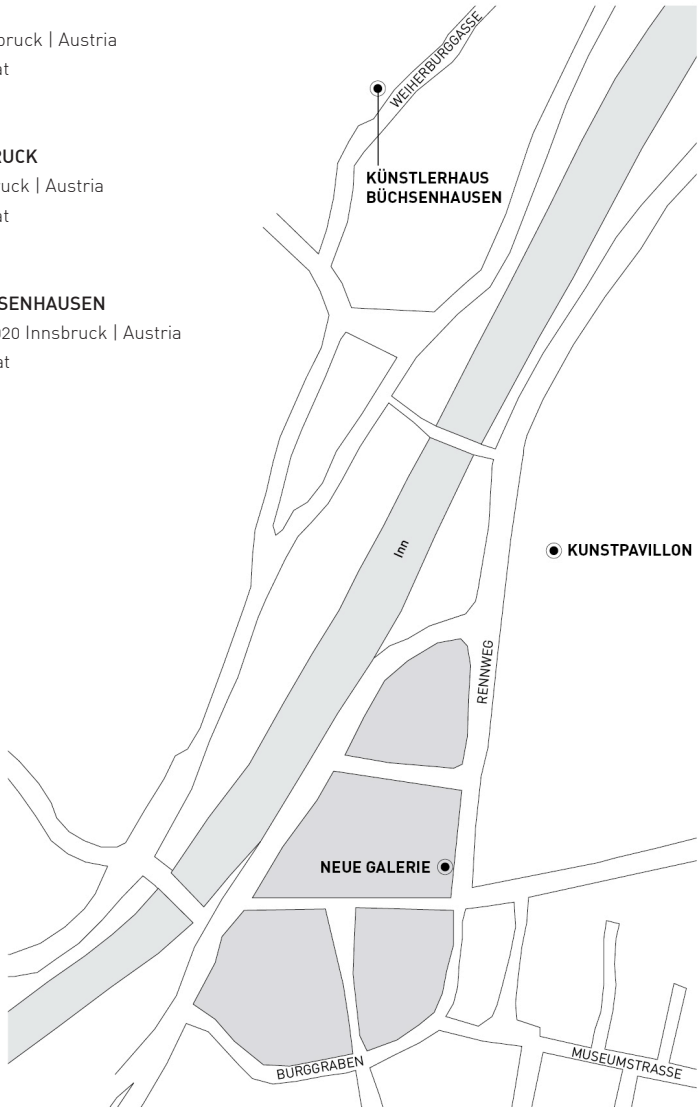 bruck | Austria
at
RUCK
ruck | Austria
at
SENHAUSEN
020 Innsbruck | Austria
at
WEIHERBURGGASSE
KÜNSTLERHAUS
BÜCHSENHAUSEN
Inn
KUNSTPAVILLON
RENNWEG
NEUE GALERIE
BURGGRABEN
MUSEUMSTRASSE